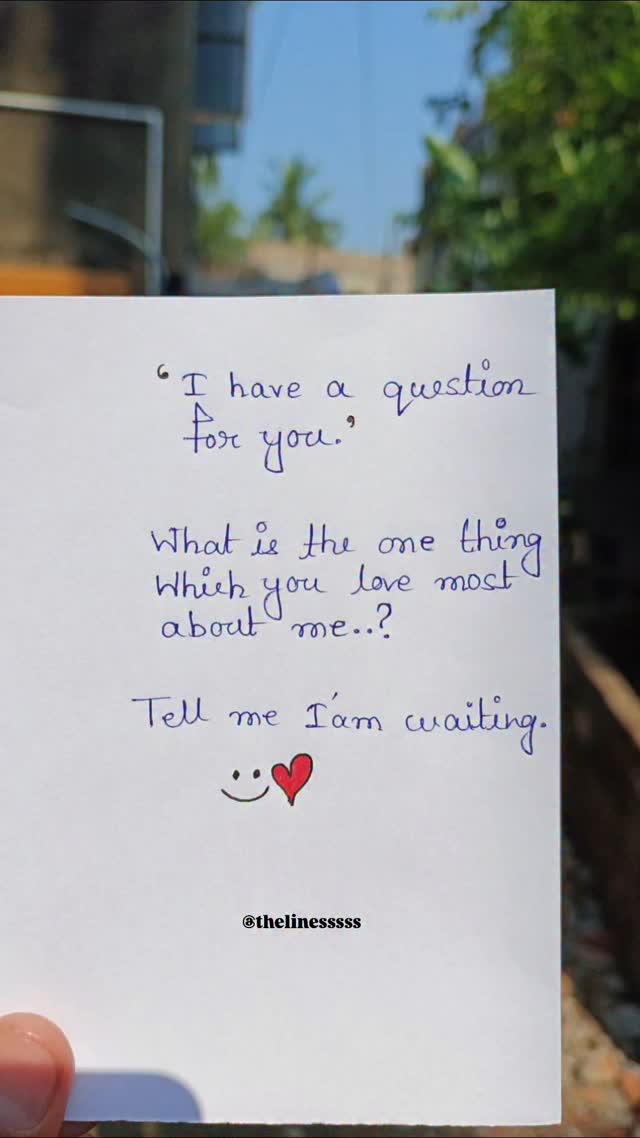 ‘I have a question
for you.’
What is the one thing
Which you love most
about me..?
Tell me I'am waiting.
@thelinesssss